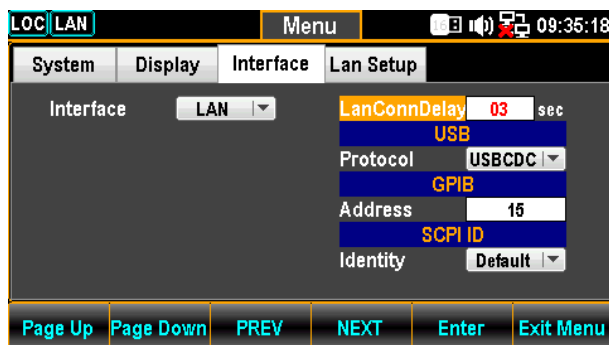 LOC LAN Menu 16 09:35:18
System Display Interface Lan Setup
Interface LAN LanConnDelay 03 sec
USB
Protocol USBCDC
GPIB
Address 15
SCPI ID
Identity Default
Page Up Page Down PREV NEXT Enter Exit Menu